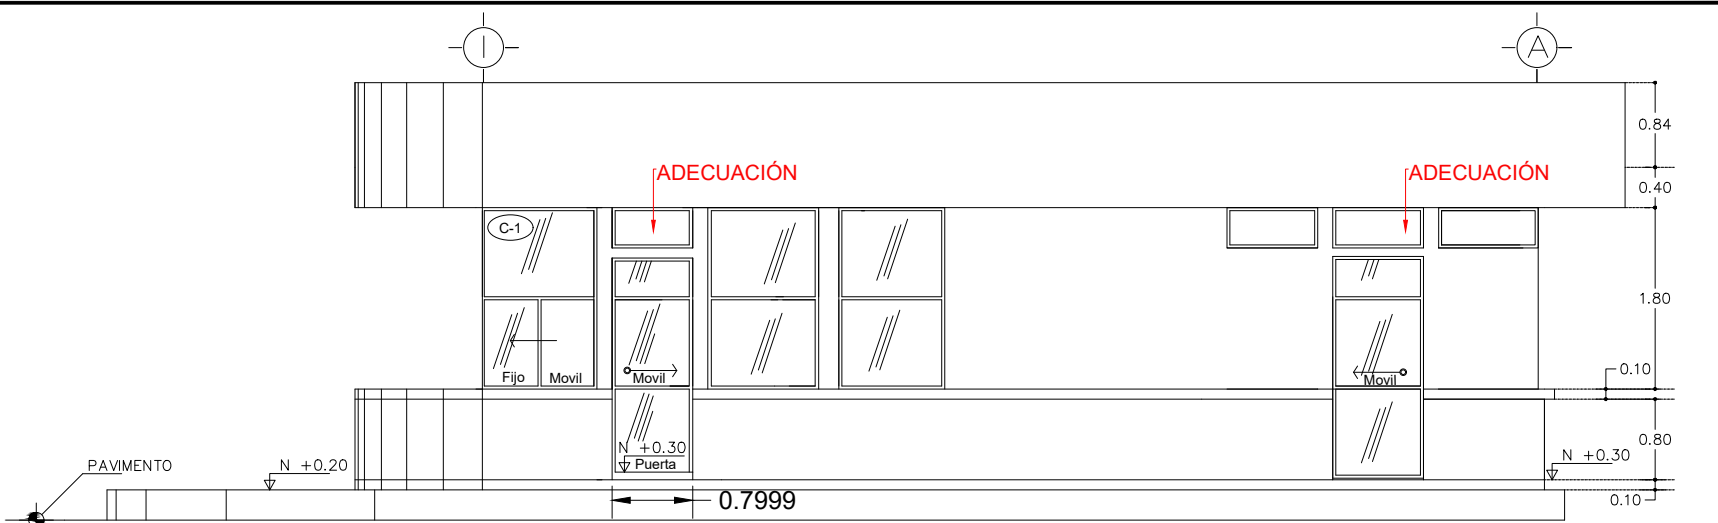 I
A
0.84
ADECUACIÓN
ADECUACIÓN
0.40
C-1
1.80
0.10
Fijo
Movil
Movil
Movil
0.80
N +0.30
Puerta
PAVIMENTO
N +0.20
N +0.30
0.7999
0.10